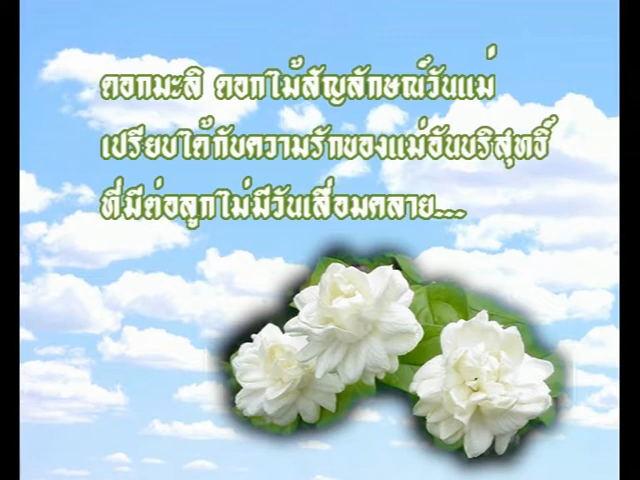 ดอกมะลิ ดอกไม้สัญลักษณ์วันแม่
เปรียบได้กับความรักของแม่อันบริสุทธิ์
ที่มีต่อลูกไม่มีวันเสื่อมคลาย...